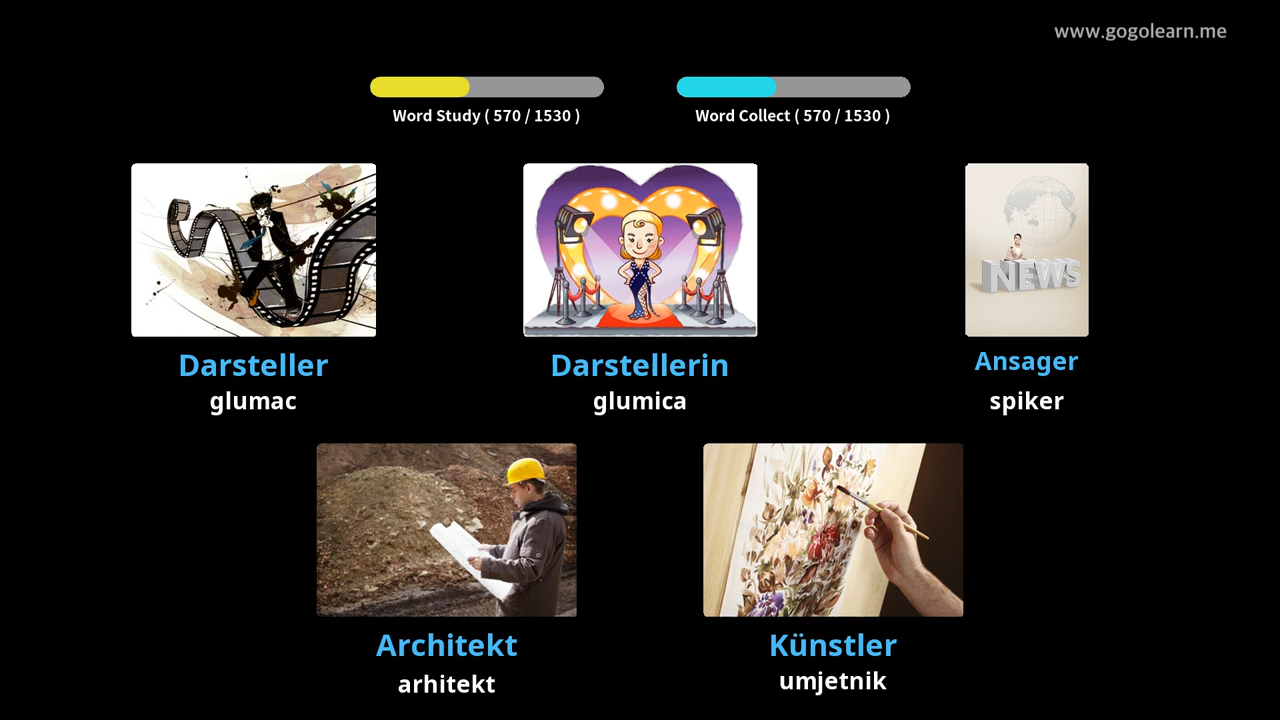 www.gogolearn.me
Word Study ( 570 / 1530 )
Word Collect ( 570 / 1530 )
NEWS
Darsteller
glumac
Darstellerin
glumica
Ansager
spiker
Architekt
arhitekt
Künstler
umjetnik